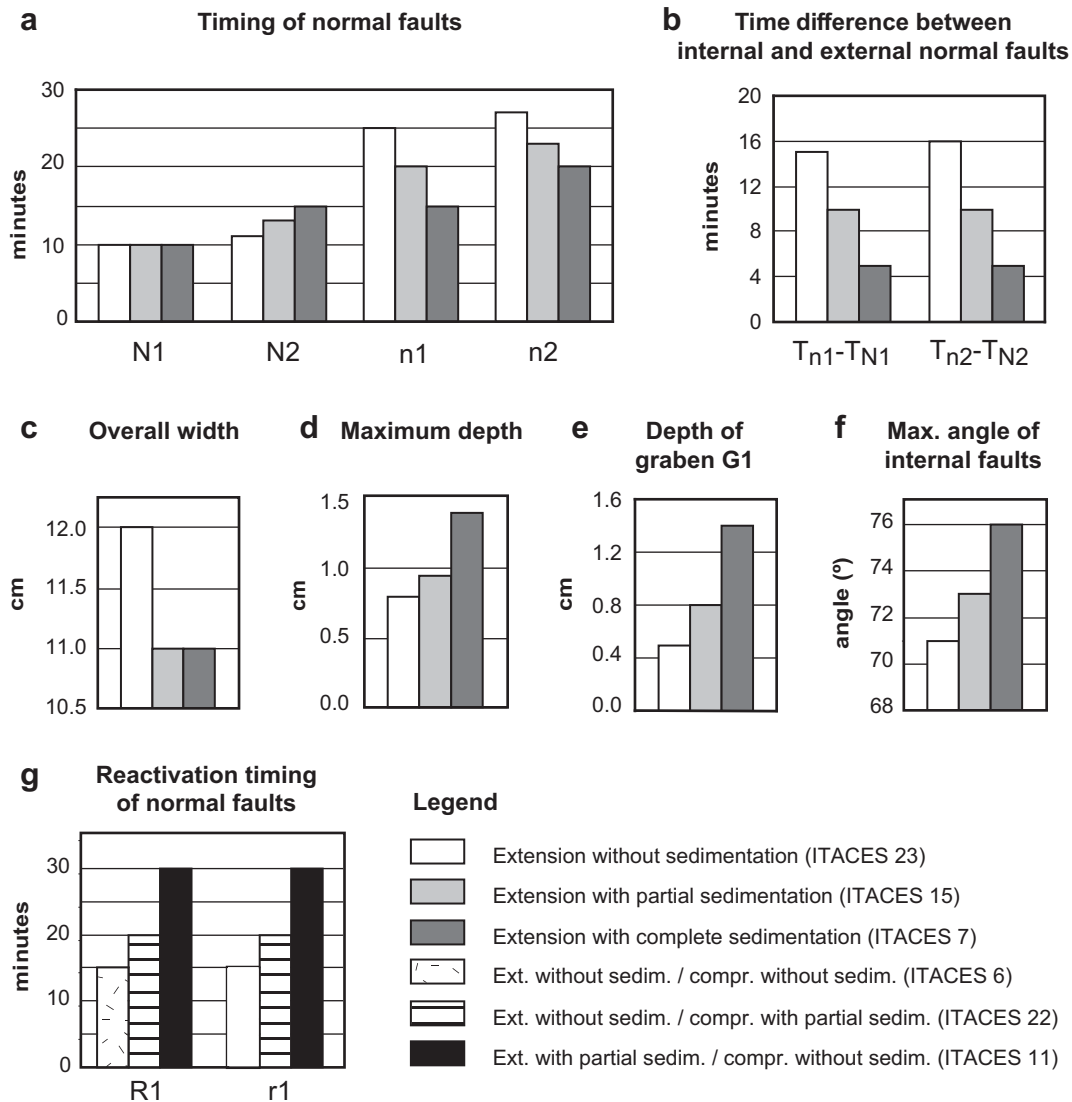 a
Timing of normal faults
30
20
10
0
minutes
N1
N2
n1
n2
b
Time difference between
internal and external normal faults
20
16
12
8
4
0
minutes
Tn1-TN1
Tn2-TN2
c
Overall width
12.0
11.5
11.0
10.5
cm
d
Maximum depth
1.5
1.0
0.5
0.0
cm
e
Depth of
graben G1
1.6
1.2
0.8
0.4
0.0
cm
f
Max. angle of
internal faults
76
74
72
70
68
angle (º)
g
Reactivation timing
of normal faults
30
20
10
0
minutes
R1
r1
Legend
Extension without sedimentation (ITACES 23)
Extension with partial sedimentation (ITACES 15)
Extension with complete sedimentation (ITACES 7)
Ext. without sedim. / compr. without sedim. (ITACES 6)
Ext. without sedim. / compr. with partial sedim. (ITACES 22)
Ext. with partial sedim. / compr. without sedim. (ITACES 11)